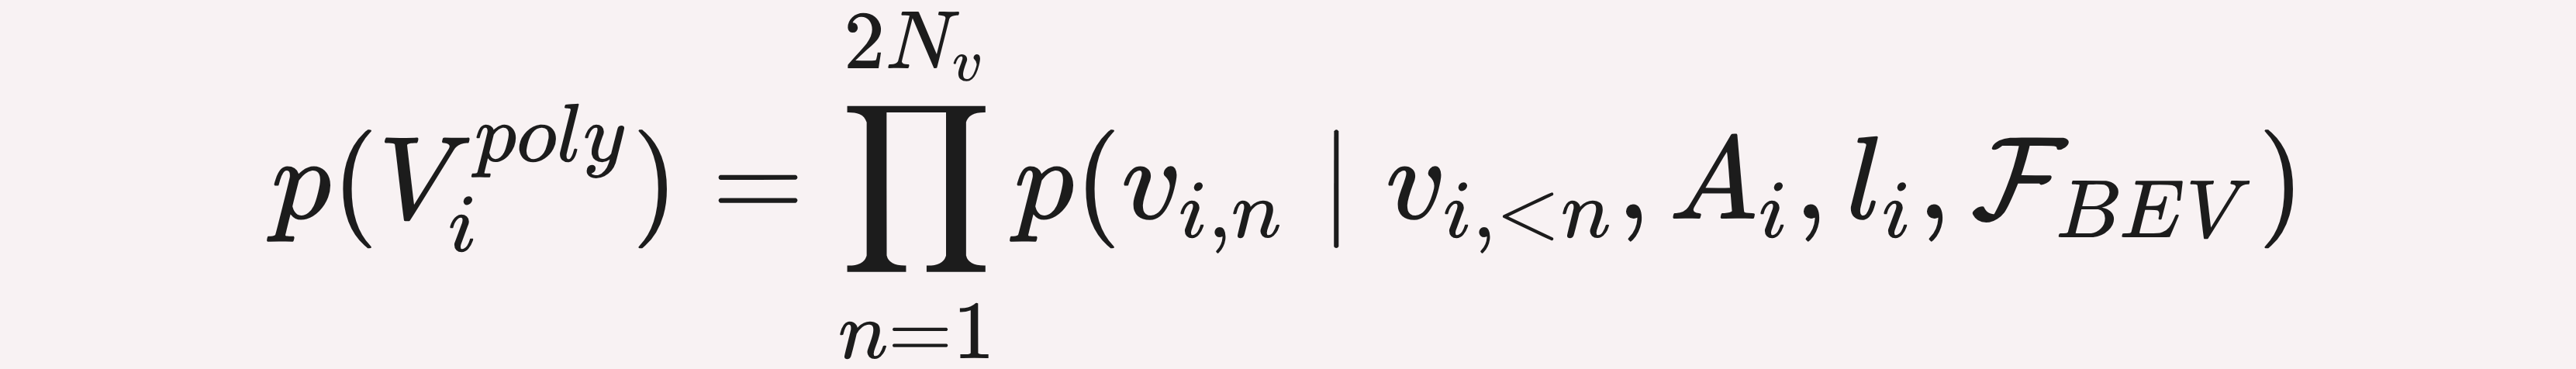 p(V_i^{poly}) = \prod_{n=1}^{2N_v} p(v_{i,n} \mid v_{i,<n}, A_i, l_i, \mathcal{F}_{BEV})